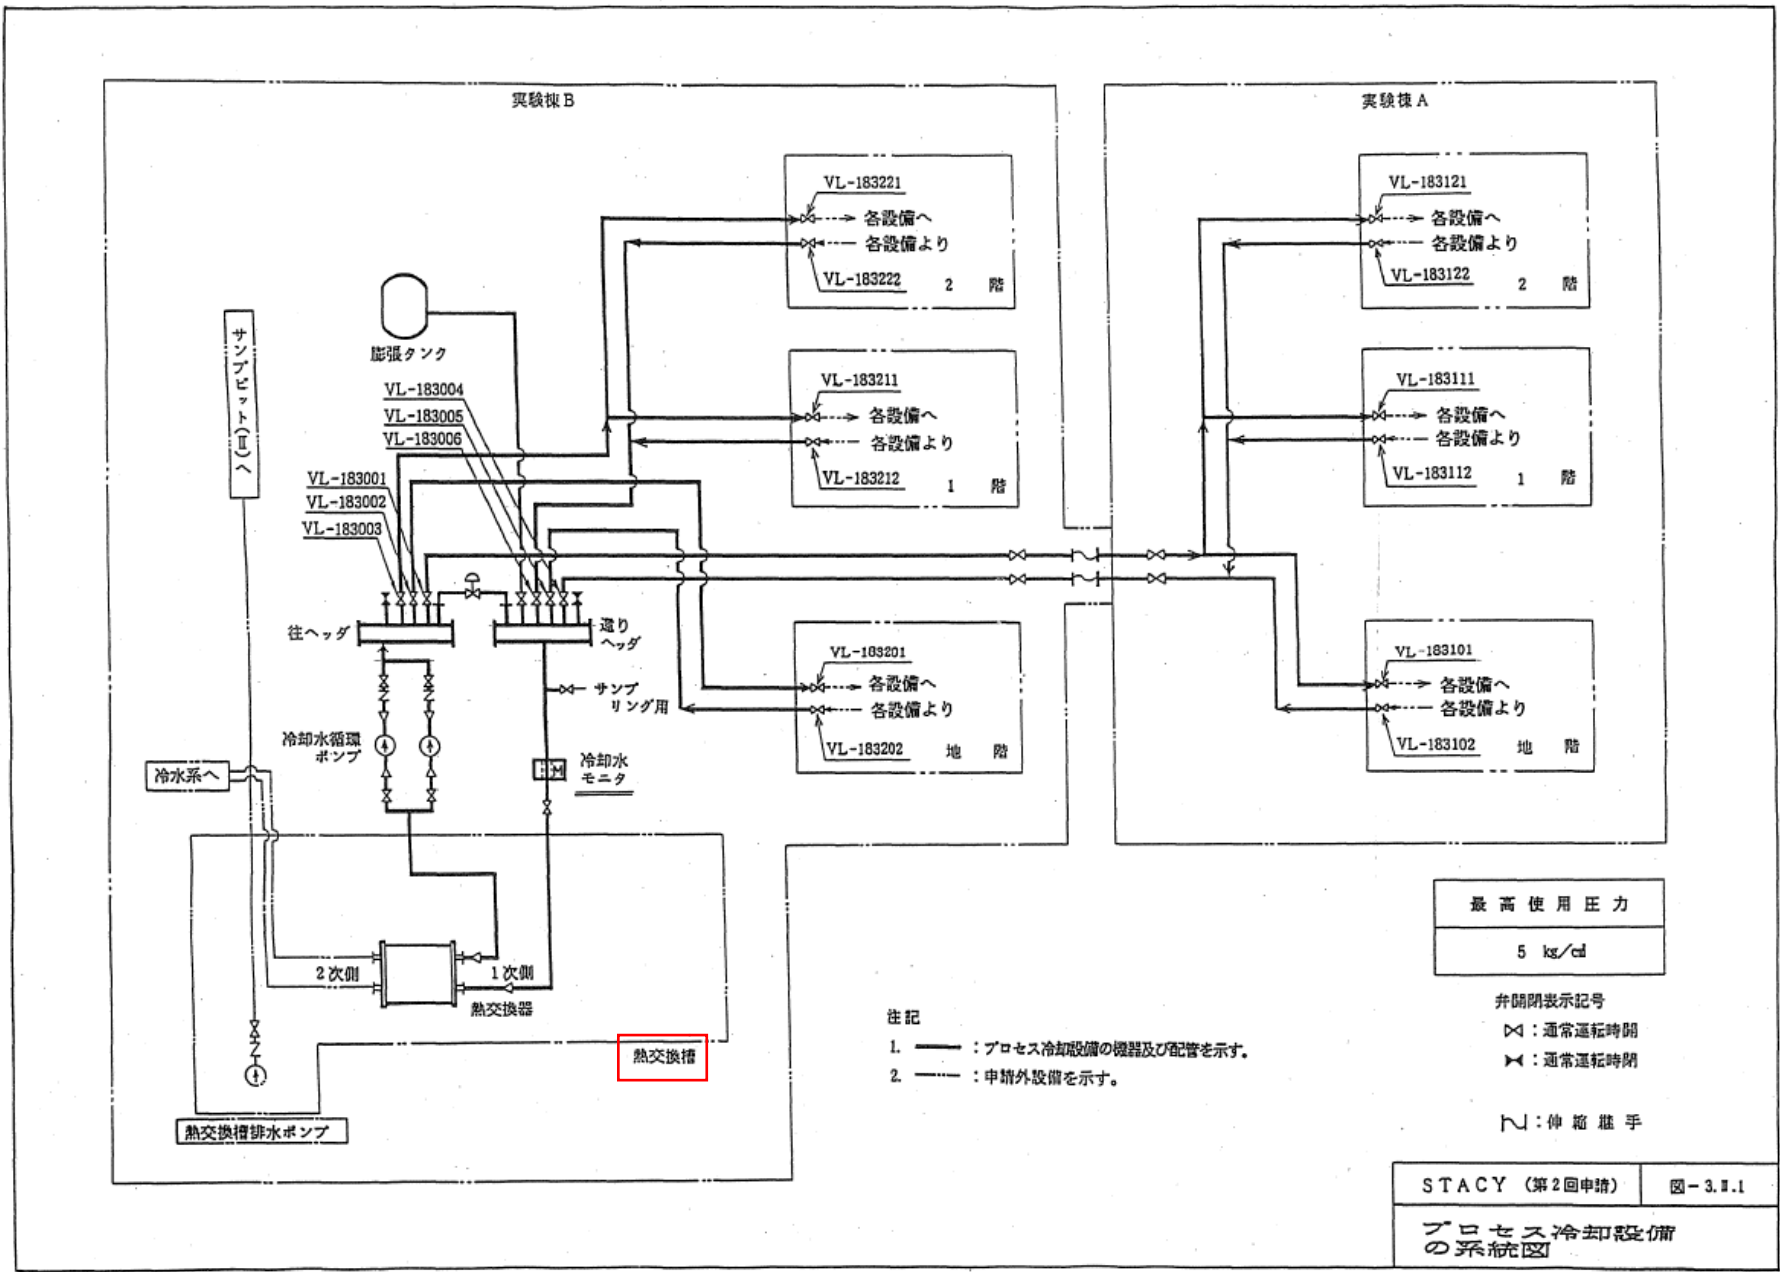 実験棟B
実験棟A
VL-183221
各設備へ
各設備より
VL-183222
2 階
VL-183121
各設備へ
各設備より
VL-183122
2 階
膨張タンク
サンプピット(Ⅱ)へ
VL-183004
VL-183005
VL-183006
VL-183211
各設備へ
各設備より
VL-183212
1 階
VL-183111
各設備へ
各設備より
VL-183112
1 階
VL-183001
VL-183002
VL-183003
往ヘッダ
還り
ヘッダ
サンプ
リング用
VL-183201
各設備へ
各設備より
VL-183202
地 階
VL-183101
各設備へ
各設備より
VL-183102
地 階
冷却水循環
ポンプ
冷却水
モニタ
M
冷水系へ
2次側
1次側
熱交換器
熱交換槽
熱交換槽排水ポンプ
注記
1. : プロセス冷却設備の機器及び配管を示す。
2. : 申請外設備を示す。
最高使用圧力
5 kg/cm²
弁開閉表示記号
:通常運転時開
:通常運転時閉
:伸縮継手
STACY (第2回申請)
図-3.Ⅱ.1
プロセス冷却設備
の系統図